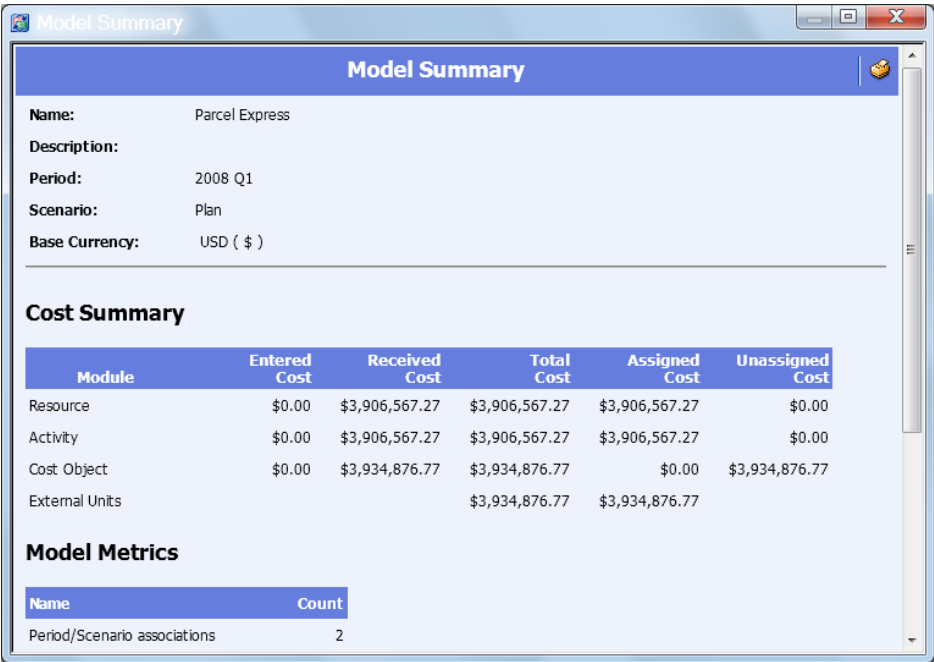 Model Summary
Model Summary
Name: Parcel Express
Description:
Period: 2008 Q1
Scenario: Plan
Base Currency: USD ( $ )
Cost Summary
Module Entered Cost Received Cost Total Cost Assigned Cost Unassigned Cost
Resource $0.00 $3,906,567.27 $3,906,567.27 $3,906,567.27 $0.00
Activity $0.00 $3,906,567.27 $3,906,567.27 $3,906,567.27 $0.00
Cost Object $0.00 $3,934,876.77 $3,934,876.77 $0.00 $3,934,876.77
External Units $3,934,876.77 $3,934,876.77
Model Metrics
Name Count
Period/Scenario associations 2